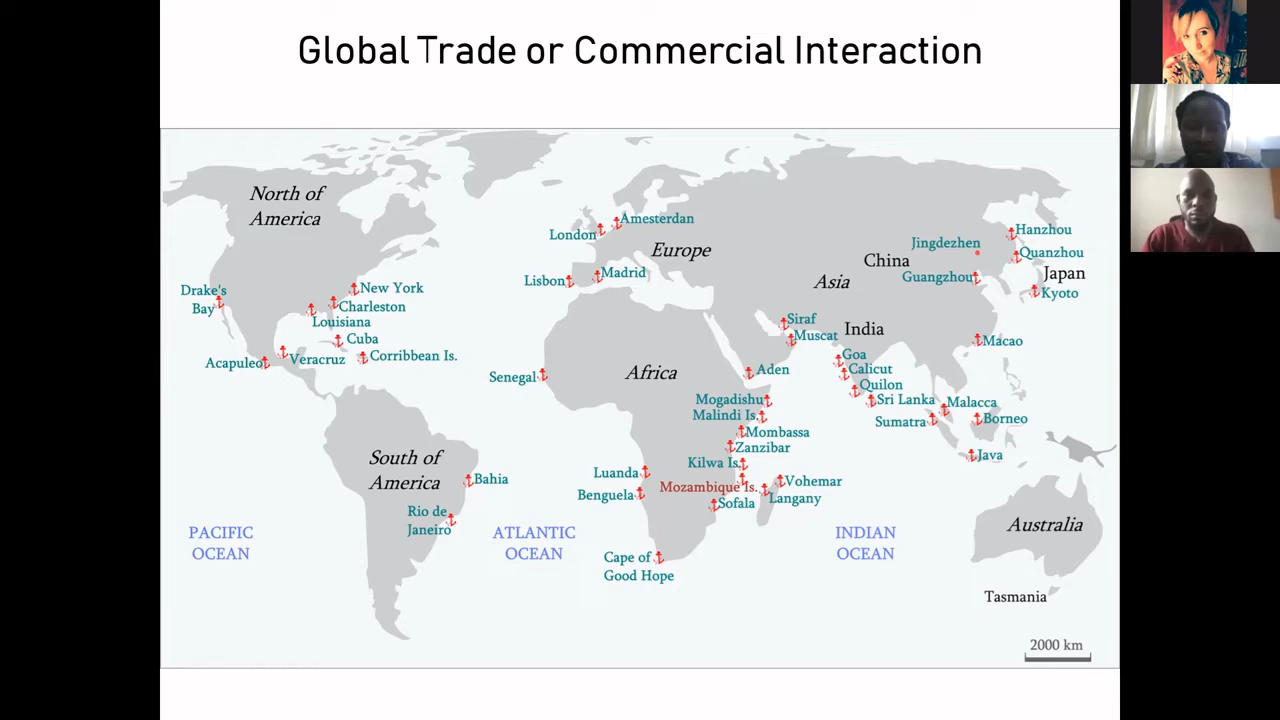 Global Trade or Commercial Interaction
North of
America
Amesterdan
London
Europe
Hanzhou
Jingdezhen
Quanzhou
China
Japan
Lisbon
Madrid
Asia
Guangzhou
Kyoto
Drake's
Bay
New York
Charleston
Louisiana
Cuba
Siraf
Muscat
India
Macao
Acapuleo
Veracruz
Corribbean Is.
Goa
Calicut
Quilon
Senegal
Africa
Aden
Sri Lanka
Malacca
Mogadishu
Malindi Is.
Sumatra
Borneo
Mombassa
Zanzibar
Java
South of
America
Kilwa Is.
Luanda
Bahia
Mozambique Is.
Vohemar
Benguela
Langany
Sofala
Rio de
Janeiro
Australia
PACIFIC
OCEAN
ATLANTIC
OCEAN
INDIAN
OCEAN
Cape of
Good Hope
Tasmania
2000 km